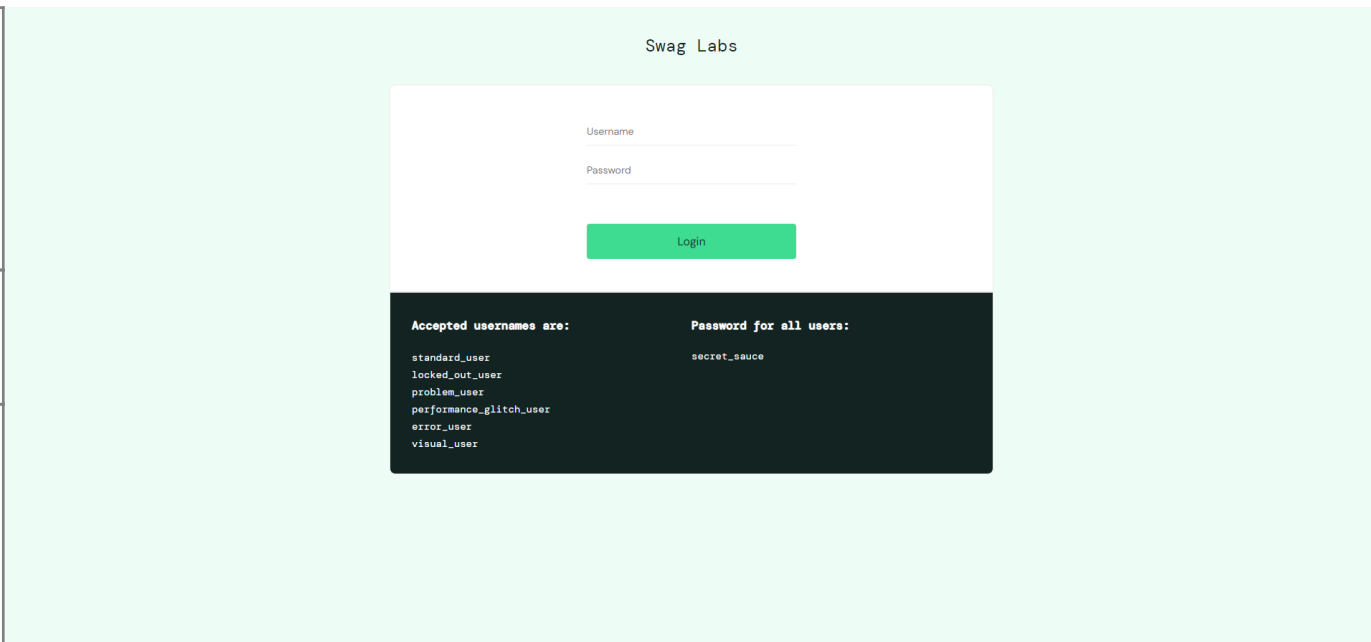 Swag Labs
Username
Password
Login
Accepted usernames are:
standard_user
locked_out_user
problem_user
performance_glitch_user
error_user
visual_user
Password for all users:
secret_sauce